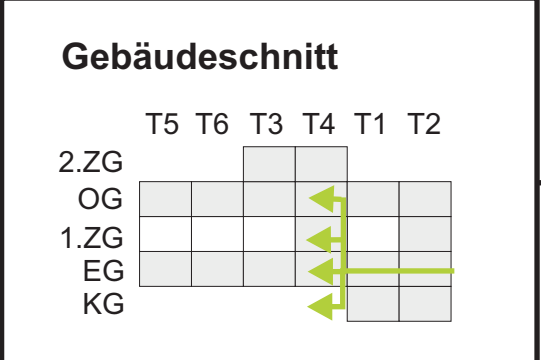 Gebäudeschnitt
T5 T6 T3 T4 T1 T2
2.ZG
OG
1.ZG
EG
KG